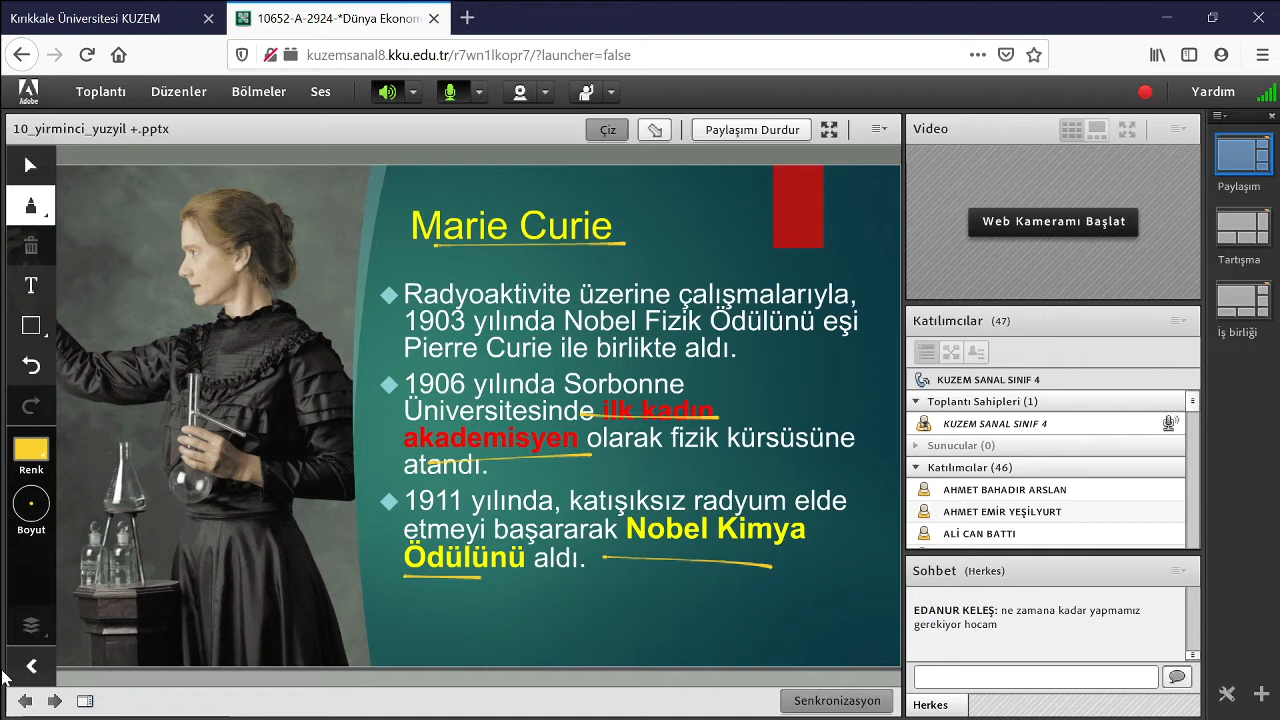 Kırıkkale Üniversitesi KUZEM
10652-A-2924-*Dünya Ekonom
kuzemsanal8.kku.edu.tr/r7wn1lkopr7/?launcher=false
Adobe
Toplantı
Düzenler
Bölmeler
Ses
Yardım
10_yirminci_yuzyil +.pptx
Çiz
Paylaşımı Durdur
Renk
Boyut
Marie Curie
Radyoaktivite üzerine çalışmalarıyla,
1903 yılında Nobel Fizik Ödülünü eşi
Pierre Curie ile birlikte aldı.
1906 yılında Sorbonne
Üniversitesinde ilk kadın
akademisyen olarak fizik kürsüsüne
atandı.
1911 yılında, katışıksız radyum elde
etmeyi başararak Nobel Kimya
Ödülünü aldı.
Senkronizasyon
Video
Web Kameramı Başlat
Katılımcılar (47)
KUZEM SANAL SINIF 4
Toplantı Sahipleri (1)
KUZEM SANAL SINIF 4
Sunucular (0)
Katılımcılar (46)
AHMET BAHADIR ARSLAN
AHMET EMİR YEŞİLYURT
ALİ CAN BATTI
Sohbet (Herkes)
EDANUR KELEŞ: ne zamana kadar yapmamız
gerekiyor hocam
Herkes
Paylaşım
Tartışma
İş birliği